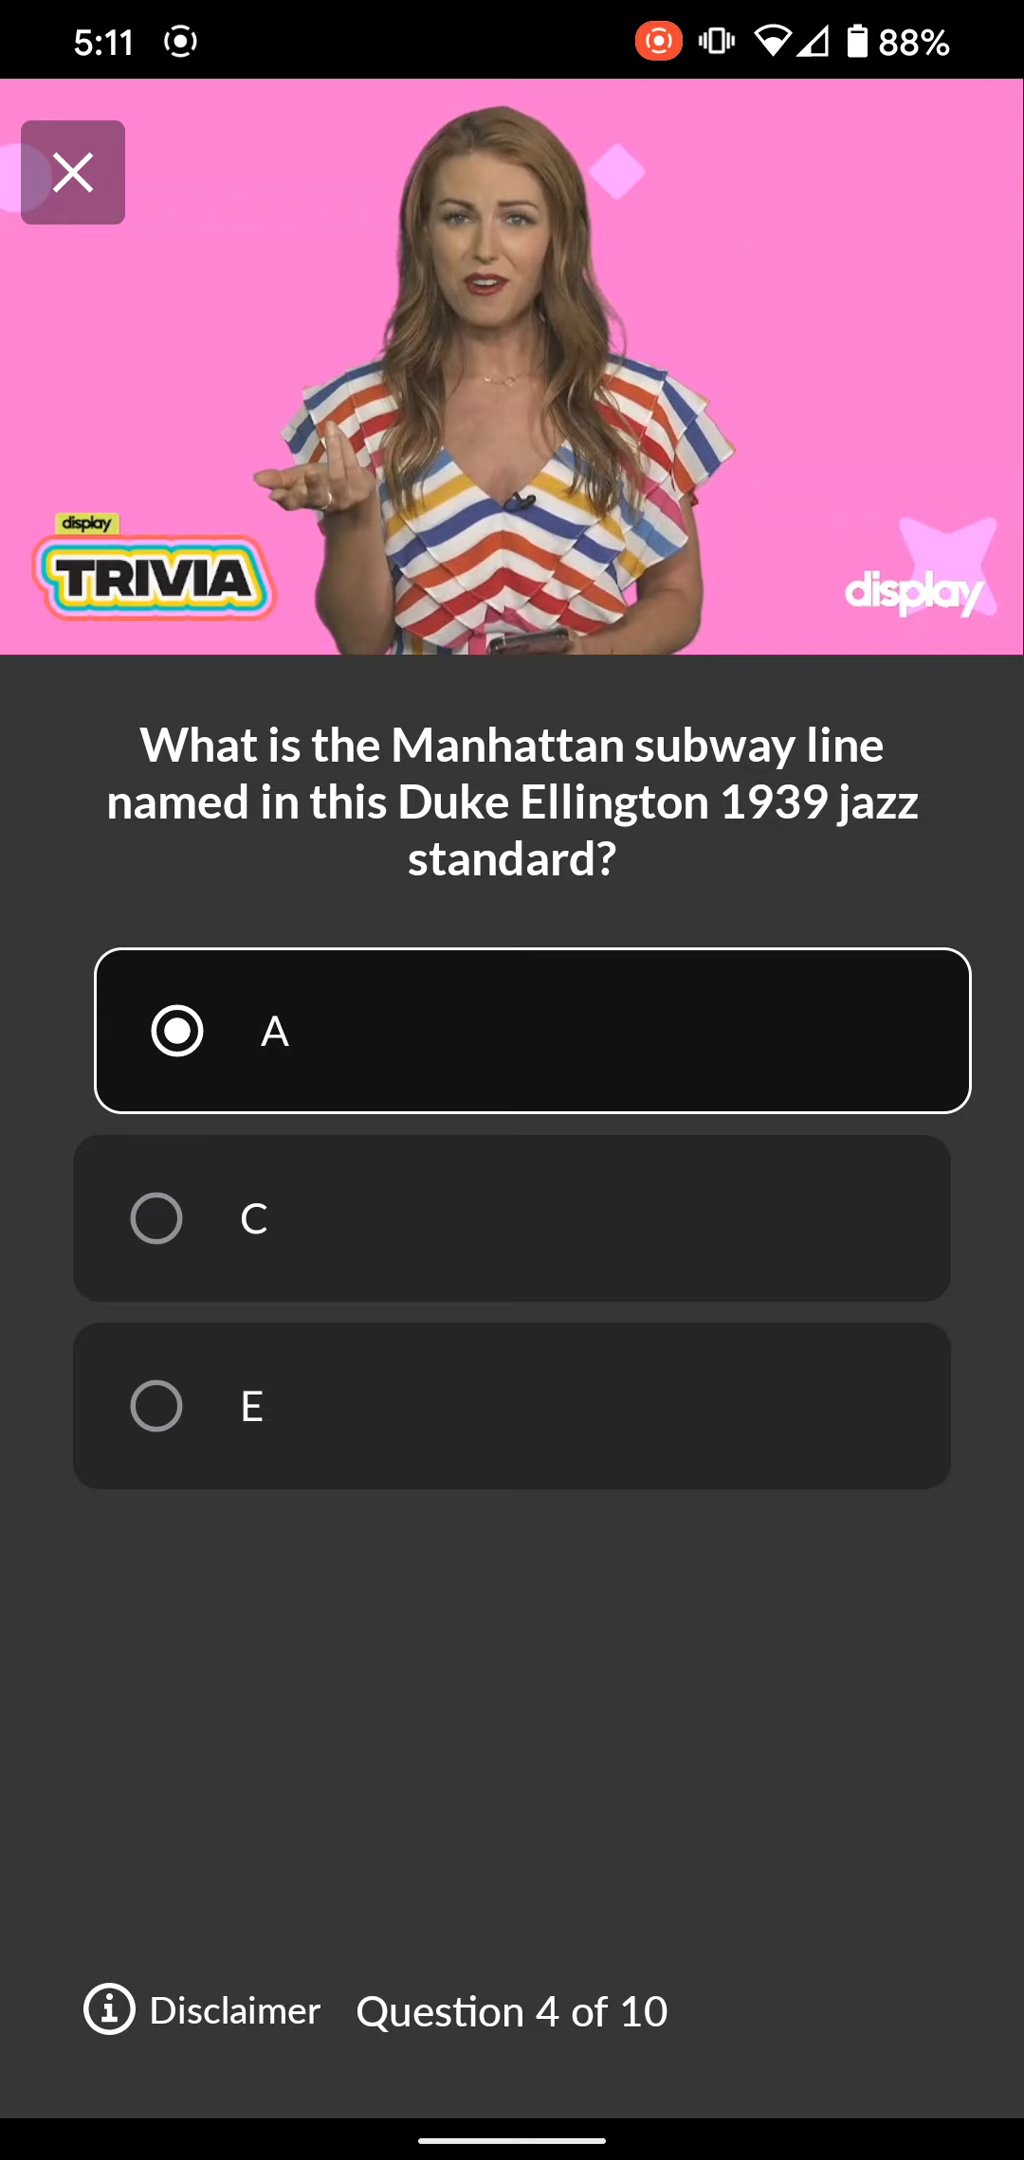 5:11
88%
display
TRIVIA
display
What is the Manhattan subway line
named in this Duke Ellington 1939 jazz
standard?
A
C
E
Disclaimer
Question 4 of 10